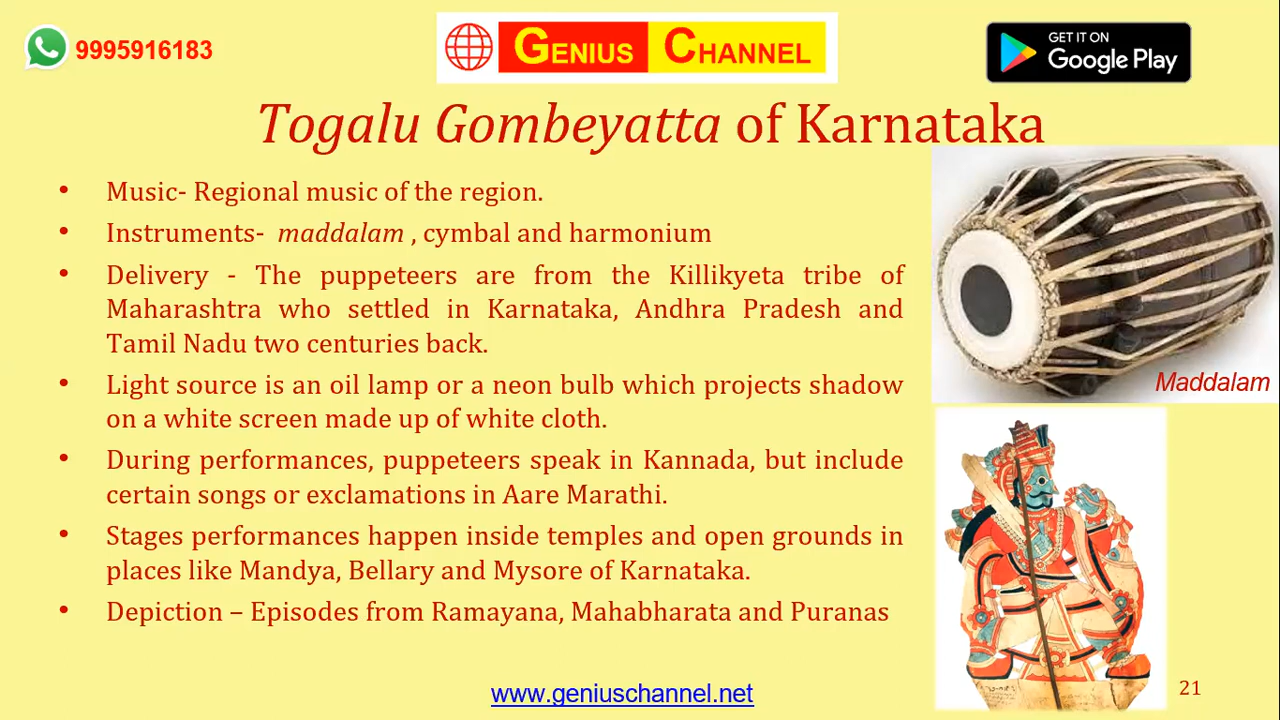 9995916183
GENIUS CHANNEL
GET IT ON
Google Play
Togalu Gombeyatta of Karnataka
• Music- Regional music of the region.
• Instruments- maddalam , cymbal and harmonium
• Delivery - The puppeteers are from the Killikyeta tribe of
Maharashtra who settled in Karnataka, Andhra Pradesh and
Tamil Nadu two centuries back.
• Light source is an oil lamp or a neon bulb which projects shadow
on a white screen made up of white cloth.
• During performances, puppeteers speak in Kannada, but include
certain songs or exclamations in Aare Marathi.
• Stages performances happen inside temples and open grounds in
places like Mandya, Bellary and Mysore of Karnataka.
• Depiction – Episodes from Ramayana, Mahabharata and Puranas
Maddalam
www.geniuschannel.net
21